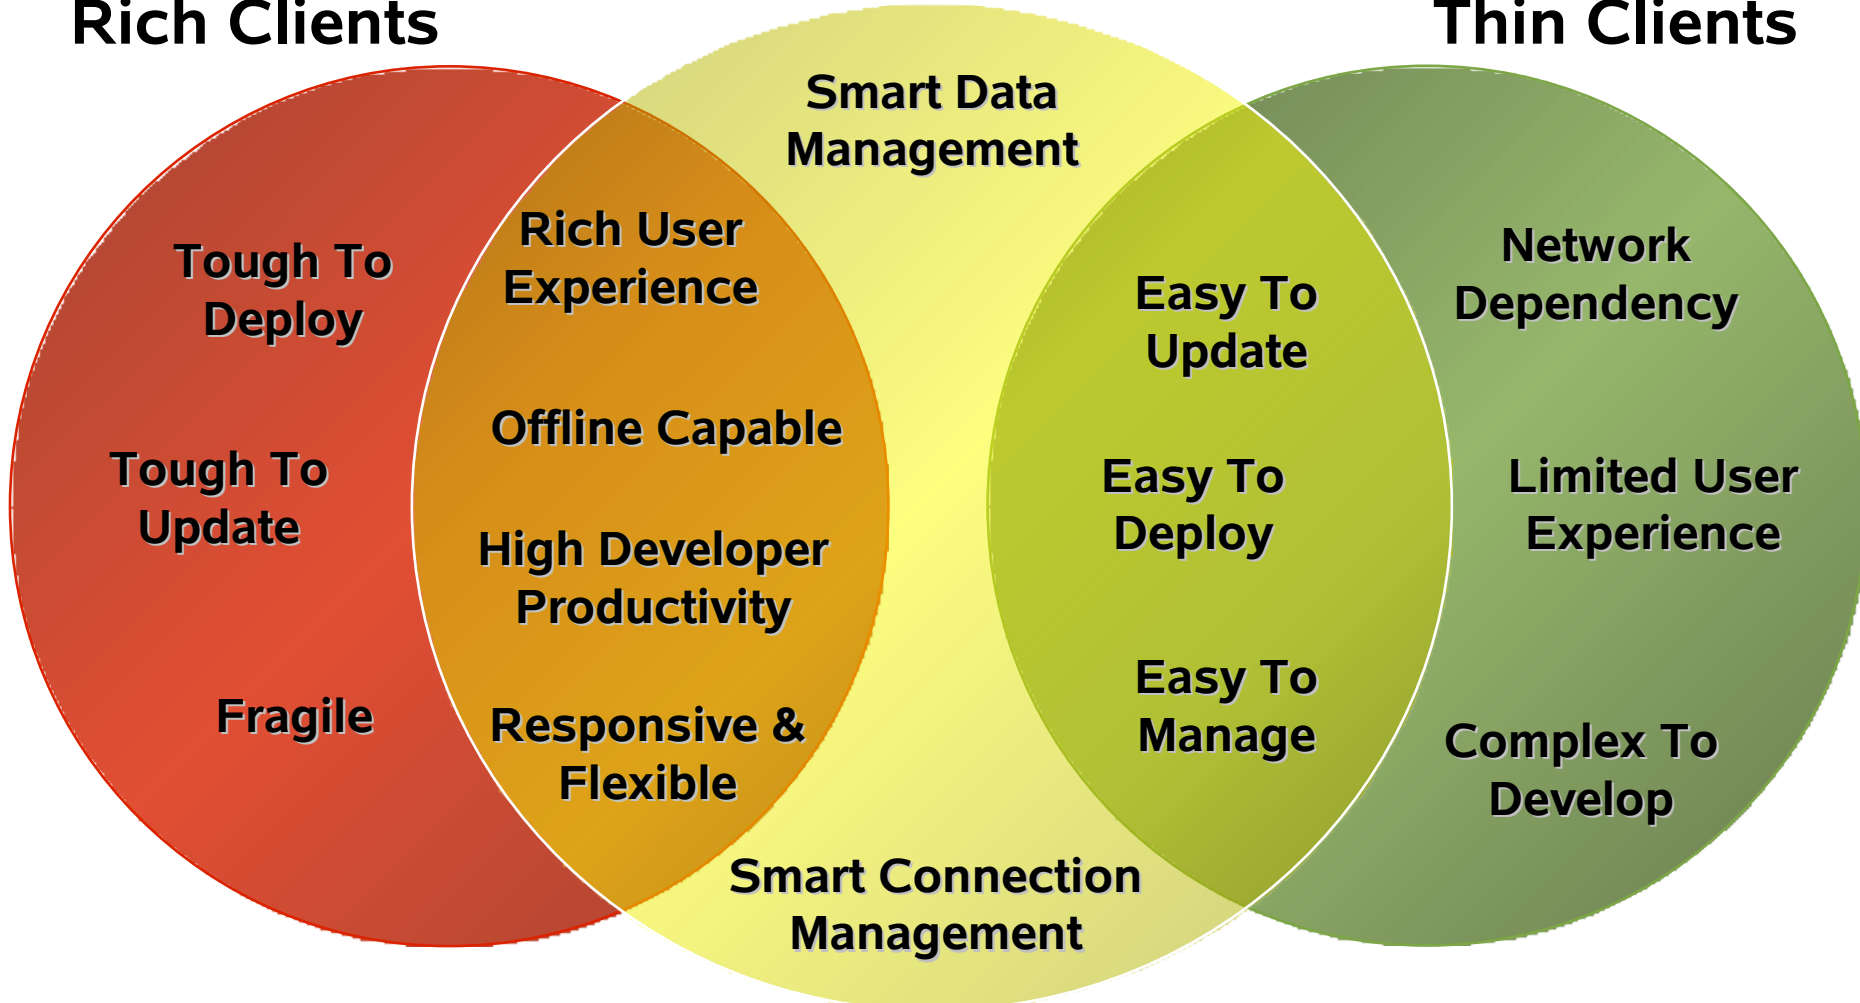 Rich Clients
Thin Clients
Smart Data
Management
Tough To
Deploy
Tough To
Update
Fragile
Rich User
Experience
Offline Capable
High Developer
Productivity
Responsive &
Flexible
Easy To
Update
Easy To
Deploy
Easy To
Manage
Network
Dependency
Limited User
Experience
Complex To
Develop
Smart Connection
Management